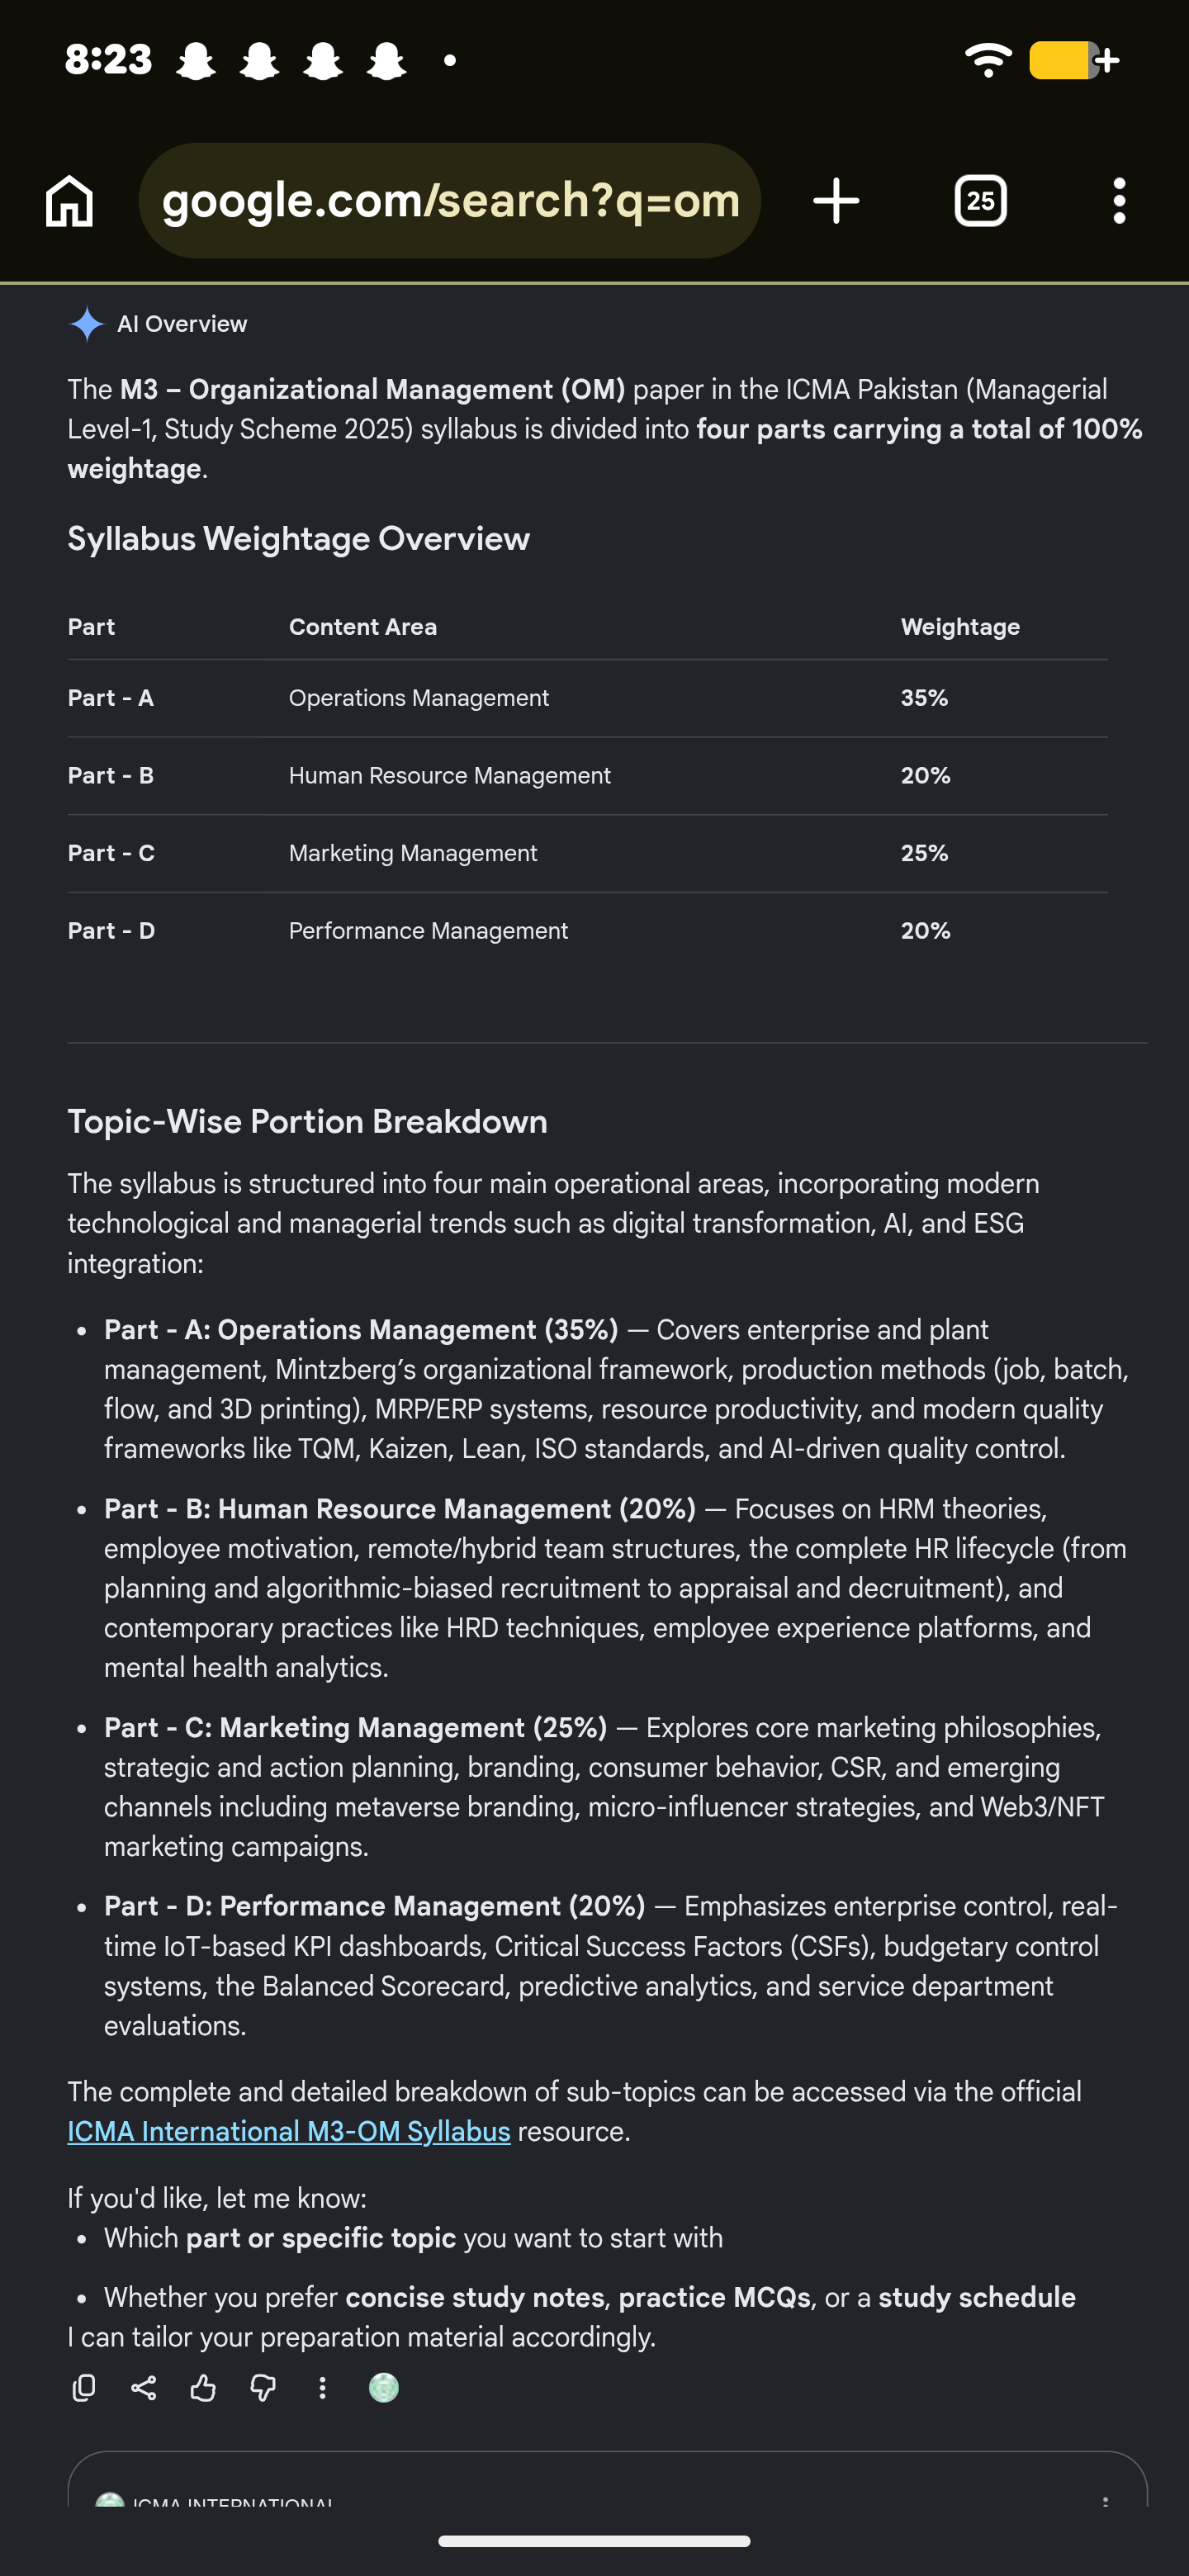 8:23
google.com/search?q=om
25
AI Overview
The M3 – Organizational Management (OM) paper in the ICMA Pakistan (Managerial
Level-1, Study Scheme 2025) syllabus is divided into four parts carrying a total of 100%
weightage.
Syllabus Weightage Overview
Part Content Area Weightage
Part - A Operations Management 35%
Part - B Human Resource Management 20%
Part - C Marketing Management 25%
Part - D Performance Management 20%
Topic-Wise Portion Breakdown
The syllabus is structured into four main operational areas, incorporating modern
technological and managerial trends such as digital transformation, AI, and ESG
integration:
• Part - A: Operations Management (35%) — Covers enterprise and plant
management, Mintzberg’s organizational framework, production methods (job, batch,
flow, and 3D printing), MRP/ERP systems, resource productivity, and modern quality
frameworks like TQM, Kaizen, Lean, ISO standards, and AI-driven quality control.
• Part - B: Human Resource Management (20%) — Focuses on HRM theories,
employee motivation, remote/hybrid team structures, the complete HR lifecycle (from
planning and algorithmic-biased recruitment to appraisal and decruitment), and
contemporary practices like HRD techniques, employee experience platforms, and
mental health analytics.
• Part - C: Marketing Management (25%) — Explores core marketing philosophies,
strategic and action planning, branding, consumer behavior, CSR, and emerging
channels including metaverse branding, micro-influencer strategies, and Web3/NFT
marketing campaigns.
• Part - D: Performance Management (20%) — Emphasizes enterprise control, real-
time IoT-based KPI dashboards, Critical Success Factors (CSFs), budgetary control
systems, the Balanced Scorecard, predictive analytics, and service department
evaluations.
The complete and detailed breakdown of sub-topics can be accessed via the official
ICMA International M3-OM Syllabus resource.
If you'd like, let me know:
• Which part or specific topic you want to start with
• Whether you prefer concise study notes, practice MCQs, or a study schedule
I can tailor your preparation material accordingly.
ICMA INTERNATIONAL